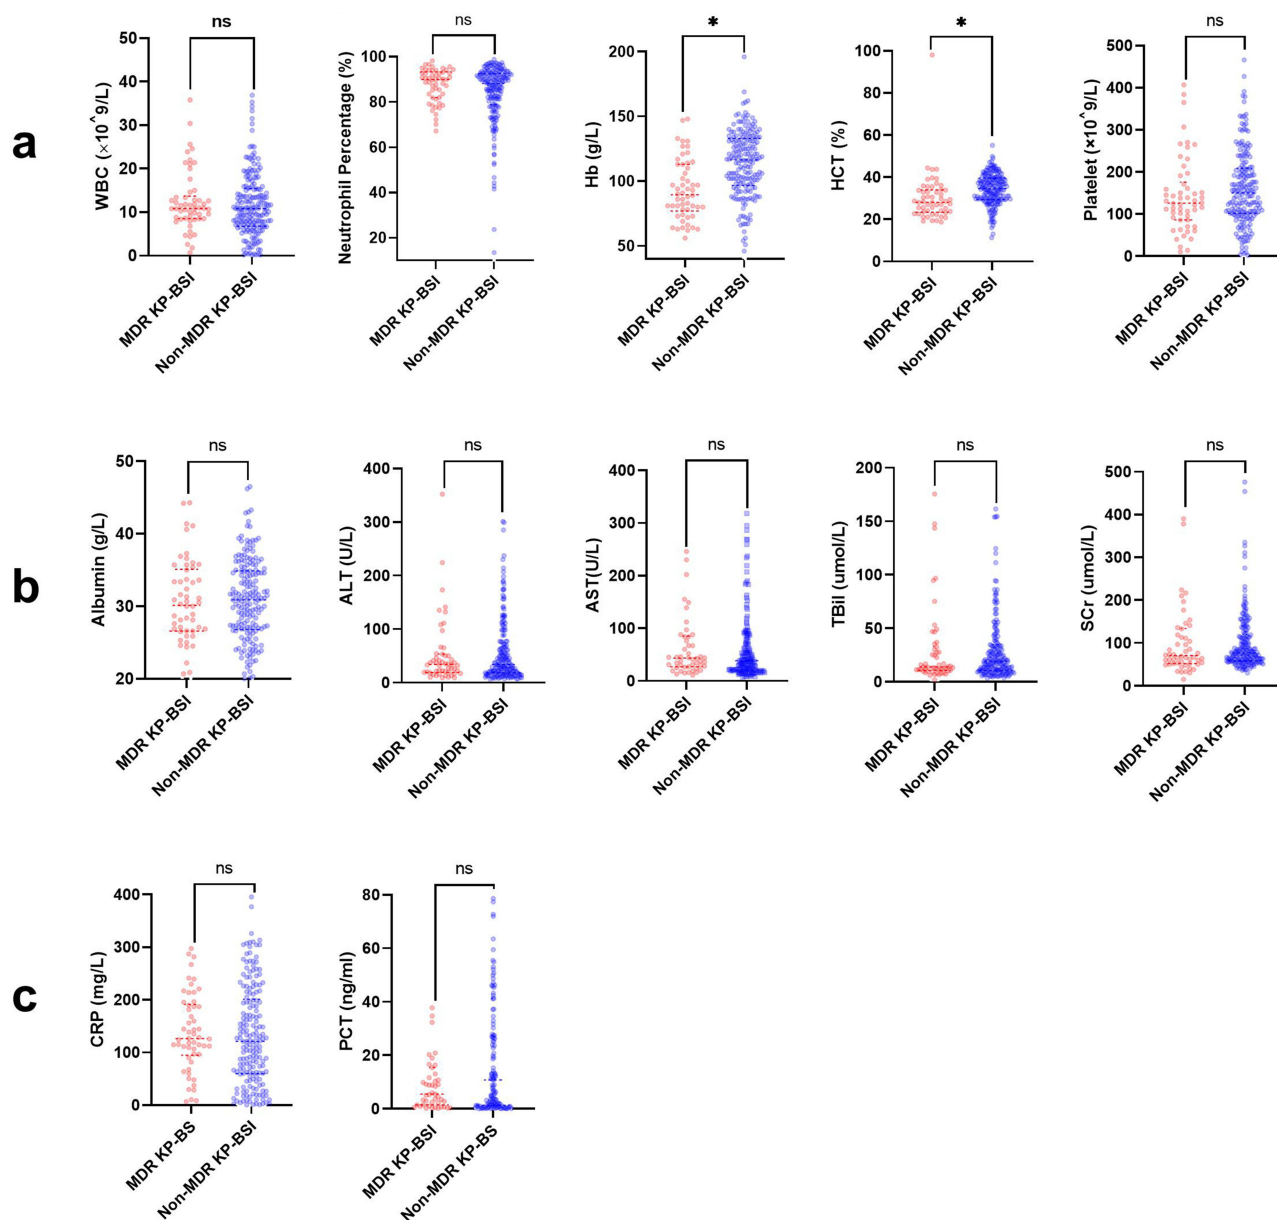 a
ns
WBC (×10^9/L)
50
40
30
20
10
0
MDR KP-BSI
Non-MDR KP-BSI
ns
Neutrophil Percentage (%)
100
80
60
40
20
MDR KP-BSI
Non-MDR KP-BSI
*
Hb (g/L)
200
150
100
50
MDR KP-BSI
Non-MDR KP-BSI
*
HCT (%)
100
80
60
40
20
0
MDR KP-BSI
Non-MDR KP-BSI
ns
Platelet (×10^9/L)
500
400
300
200
100
0
MDR KP-BSI
Non-MDR KP-BSI
b
ns
Albumin (g/L)
50
40
30
20
MDR KP-BSI
Non-MDR KP-BSI
ns
ALT (U/L)
400
300
200
100
0
MDR KP-BSI
Non-MDR KP-BSI
ns
AST(U/L)
400
300
200
100
0
MDR KP-BSI
Non-MDR KP-BSI
ns
TBil (umol/L)
200
150
100
50
0
MDR KP-BSI
Non-MDR KP-BSI
ns
SCr (umol/L)
500
400
300
200
100
0
MDR KP-BSI
Non-MDR KP-BSI
c
ns
CRP (mg/L)
400
300
200
100
0
MDR KP-BS
Non-MDR KP-BSI
ns
PCT (ng/ml)
80
60
40
20
0
MDR KP-BSI
Non-MDR KP-BS